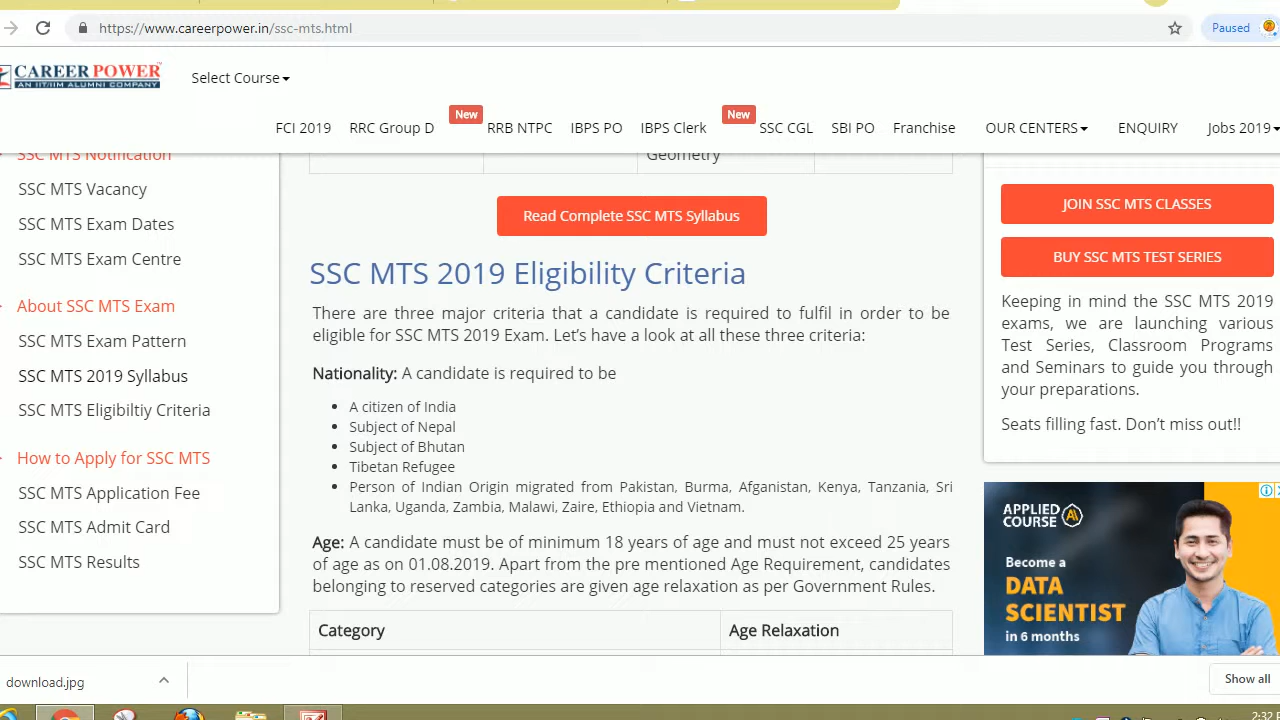 https://www.careerpower.in/ssc-mts.html
Paused
CAREER POWER
AN IIT/IIM ALUMNI COMPANY
Select Course
New
New
FCI 2019
RRC Group D
RRB NTPC
IBPS PO
IBPS Clerk
SSC CGL
SBI PO
Franchise
OUR CENTERS
ENQUIRY
Jobs 2019
SSC MTS Notification
SSC MTS Vacancy
SSC MTS Exam Dates
SSC MTS Exam Centre
About SSC MTS Exam
SSC MTS Exam Pattern
SSC MTS 2019 Syllabus
SSC MTS Eligibiltiy Criteria
How to Apply for SSC MTS
SSC MTS Application Fee
SSC MTS Admit Card
SSC MTS Results
Geometry
Read Complete SSC MTS Syllabus
SSC MTS 2019 Eligibility Criteria
There are three major criteria that a candidate is required to fulfil in order to be
eligible for SSC MTS 2019 Exam. Let's have a look at all these three criteria:
Nationality: A candidate is required to be
• A citizen of India
• Subject of Nepal
• Subject of Bhutan
• Tibetan Refugee
• Person of Indian Origin migrated from Pakistan, Burma, Afganistan, Kenya, Tanzania, Sri
Lanka, Uganda, Zambia, Malawi, Zaire, Ethiopia and Vietnam.
Age: A candidate must be of minimum 18 years of age and must not exceed 25 years
of age as on 01.08.2019. Apart from the pre mentioned Age Requirement, candidates
belonging to reserved categories are given age relaxation as per Government Rules.
Category
Age Relaxation
JOIN SSC MTS CLASSES
BUY SSC MTS TEST SERIES
Keeping in mind the SSC MTS 2019
exams, we are launching various
Test Series, Classroom Programs
and Seminars to guide you through
your preparations.
Seats filling fast. Don't miss out!!
APPLIED
COURSE
Become a
DATA
SCIENTIST
in 6 months
download.jpg
Show all
2:32